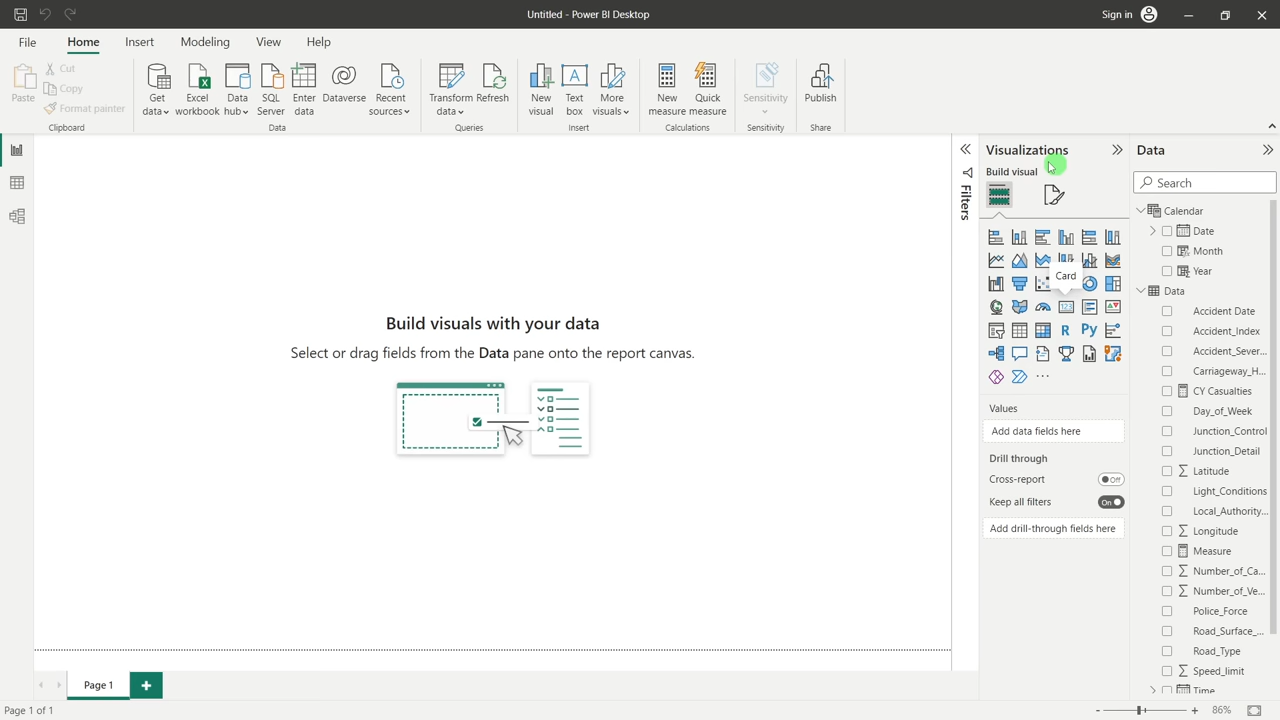 Untitled - Power BI Desktop
Sign in
File Home Insert Modeling View Help
Paste
Cut
Copy
Format painter
Clipboard
Get data
Excel workbook
Data hub
SQL Server
Enter data
Dataverse
Recent sources
Data
Transform data
Refresh
Queries
New visual
A
Text box
More visuals
Insert
New measure
Quick measure
Calculations
Sensitivity
Sensitivity
Publish
Share
Build visuals with your data
Select or drag fields from the Data pane onto the report canvas.
Filters
Visualizations
Build visual
Card
123
R
Py
Values
Add data fields here
Drill through
Cross-report
Off
Keep all filters
On
Add drill-through fields here
Data
Search
Calendar
Date
Month
Year
Data
Accident Date
Accident_Index
Accident_Sever...
Carriageway_H...
CY Casualties
Day_of_Week
Junction_Control
Junction_Detail
Latitude
Light_Conditions
Local_Authority...
Longitude
Measure
Number_of_Ca...
Number_of_Ve...
Police_Force
Road_Surface_...
Road_Type
Speed_limit
Time
Page 1
Page 1 of 1
86%